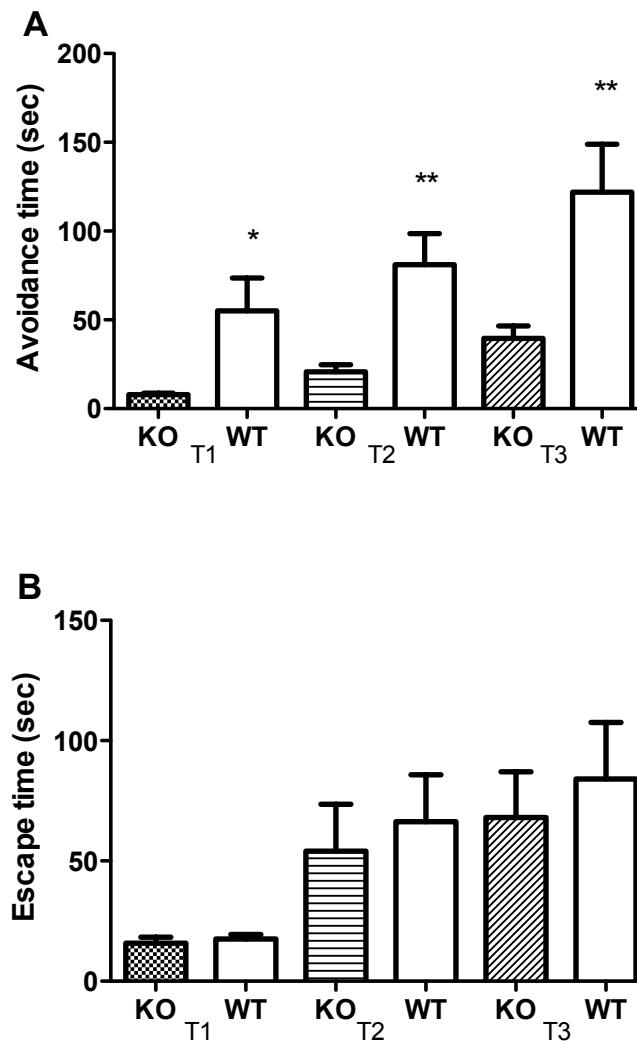 A
Avoidance time (sec)
200
150
100
50
0
*
**
**
KO WT KO WT KO WT
T1 T2 T3
B
Escape time (sec)
150
100
50
0
KO WT KO WT KO WT
T1 T2 T3